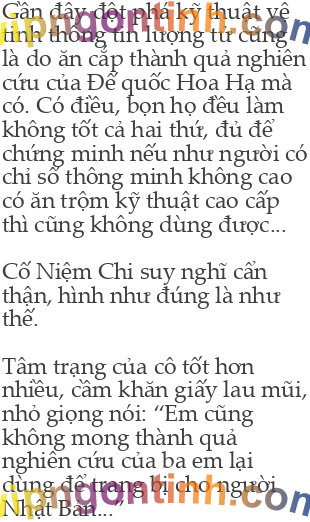 Gần đây đột phá kỹ thuật về
tính thông tin lượng tử cũng
là do ăn cắp thành quả nghiên
cứu của Đế quốc Hoa Hạ mà
có. Có điều, bọn họ đều làm
không tốt cả hai thứ, đủ để
chứng minh nếu như người có
chỉ số thông minh không cao
có ăn trộm kỹ thuật cao cấp
thì cũng không dùng được...
Cố Niệm Chi suy nghĩ cẩn
thận, hình như đúng là như
thế.
Tâm trạng của cô tốt hơn
nhiều, cầm khăn giấy lau mũi,
nhỏ giọng nói: “Em cũng
không mong thành quả
nghiên cứu của ba em lại
dùng để trang bị cho người
Nhật Bản...”
vipngontinh.com
vipngontinh.com